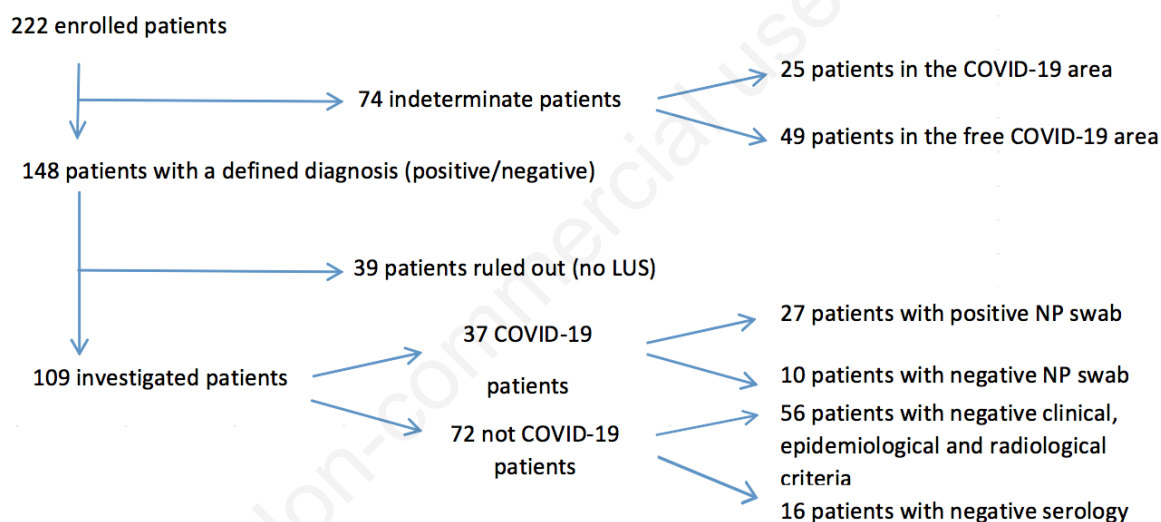 222 enrolled patients
25 patients in the COVID-19 area
74 indeterminate patients
49 patients in the free COVID-19 area
148 patients with a defined diagnosis (positive/negative)
39 patients ruled out (no LUS)
27 patients with positive NP swab
37 COVID-19
patients
109 investigated patients
10 patients with negative NP swab
56 patients with negative clinical,
epidemiological and radiological
criteria
72 not COVID-19
patients
16 patients with negative serology
on-commercial use